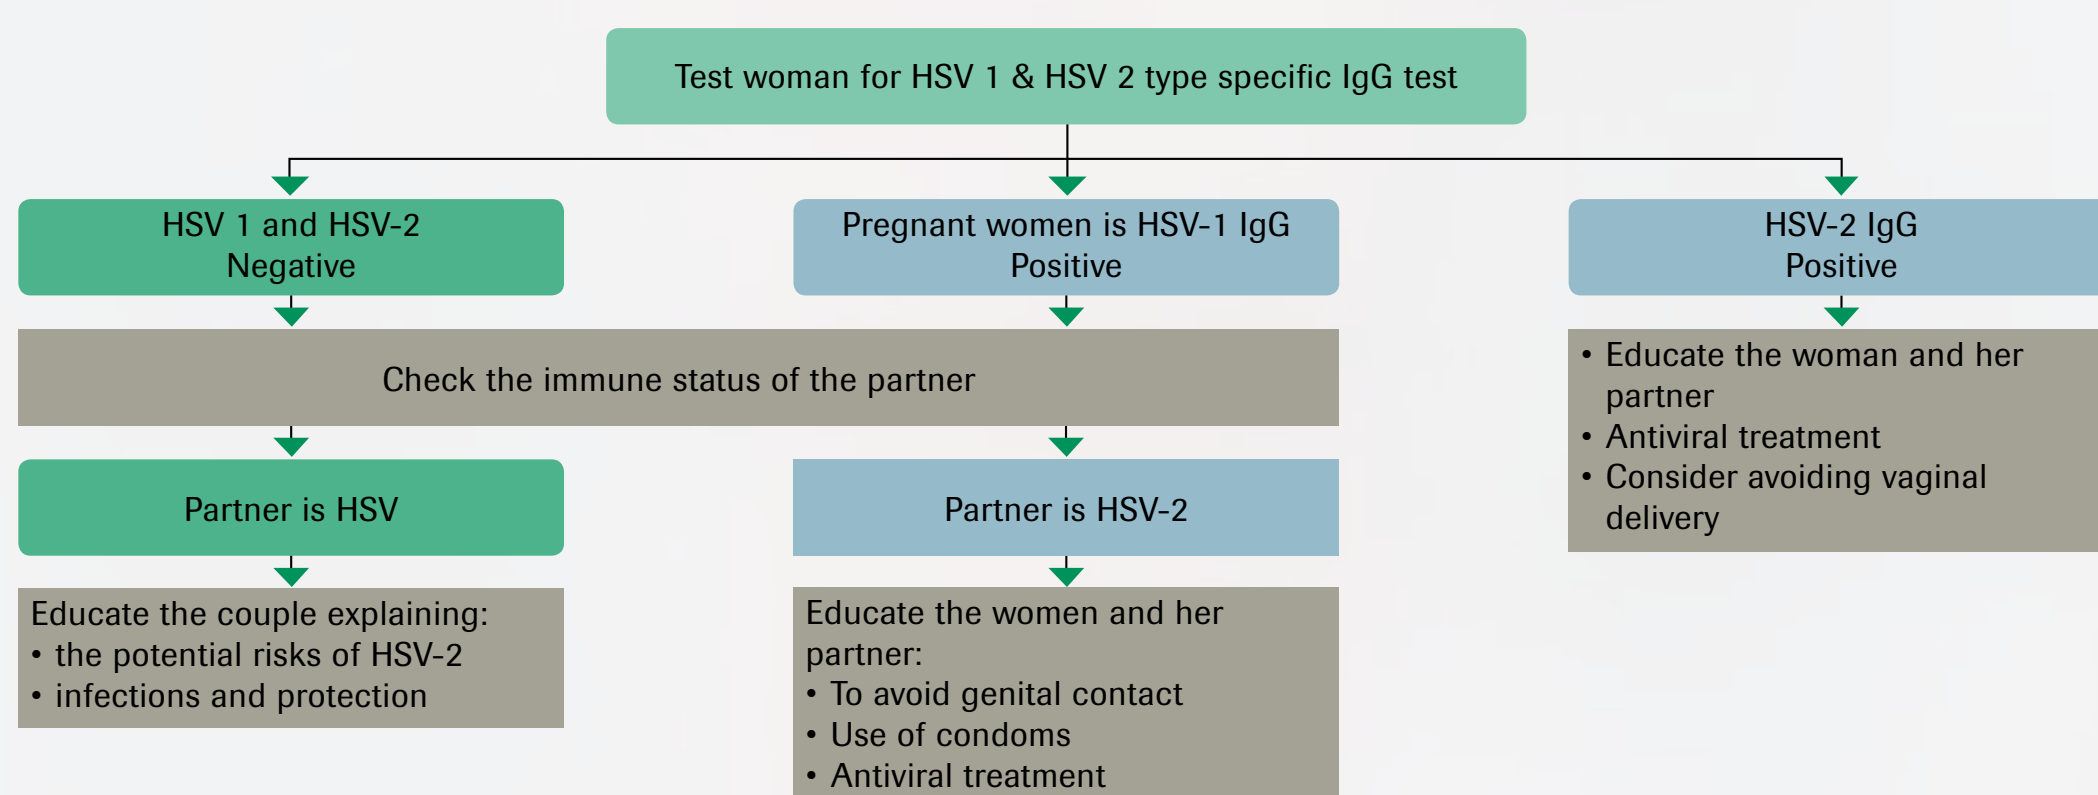 Test woman for HSV 1 & HSV 2 type specific IgG test
HSV 1 and HSV-2
Negative
Pregnant women is HSV-1 IgG
Positive
HSV-2 IgG
Positive
Check the immune status of the partner
• Educate the woman and her
partner
• Antiviral treatment
• Consider avoiding vaginal
delivery
Partner is HSV
Partner is HSV-2
Educate the couple explaining:
• the potential risks of HSV-2
• infections and protection
Educate the women and her
partner:
• To avoid genital contact
• Use of condoms
• Antiviral treatment